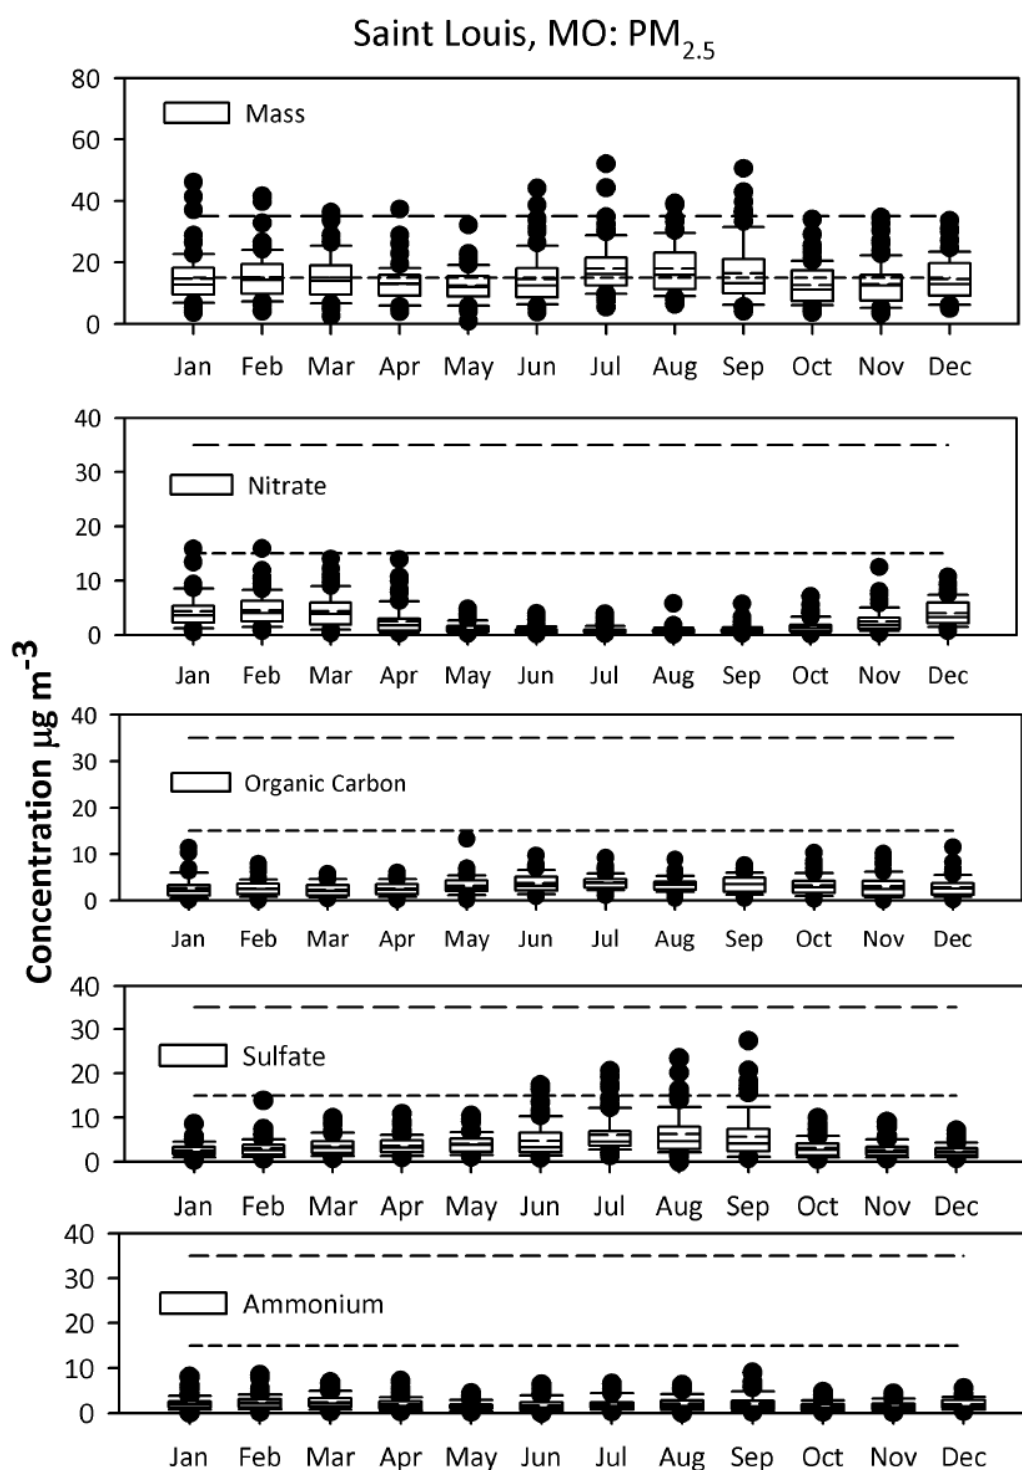 Saint Louis, MO: PM2.5
Concentration µg m-3
80
Mass
60
40
20
0
Jan Feb Mar Apr May Jun Jul Aug Sep Oct Nov Dec
40
30
Nitrate
20
10
0
Jan Feb Mar Apr May Jun Jul Aug Sep Oct Nov Dec
40
30
Organic Carbon
20
10
0
Jan Feb Mar Apr May Jun Jul Aug Sep Oct Nov Dec
40
30
Sulfate
20
10
0
Jan Feb Mar Apr May Jun Jul Aug Sep Oct Nov Dec
40
30
Ammonium
20
10
0
Jan Feb Mar Apr May Jun Jul Aug Sep Oct Nov Dec